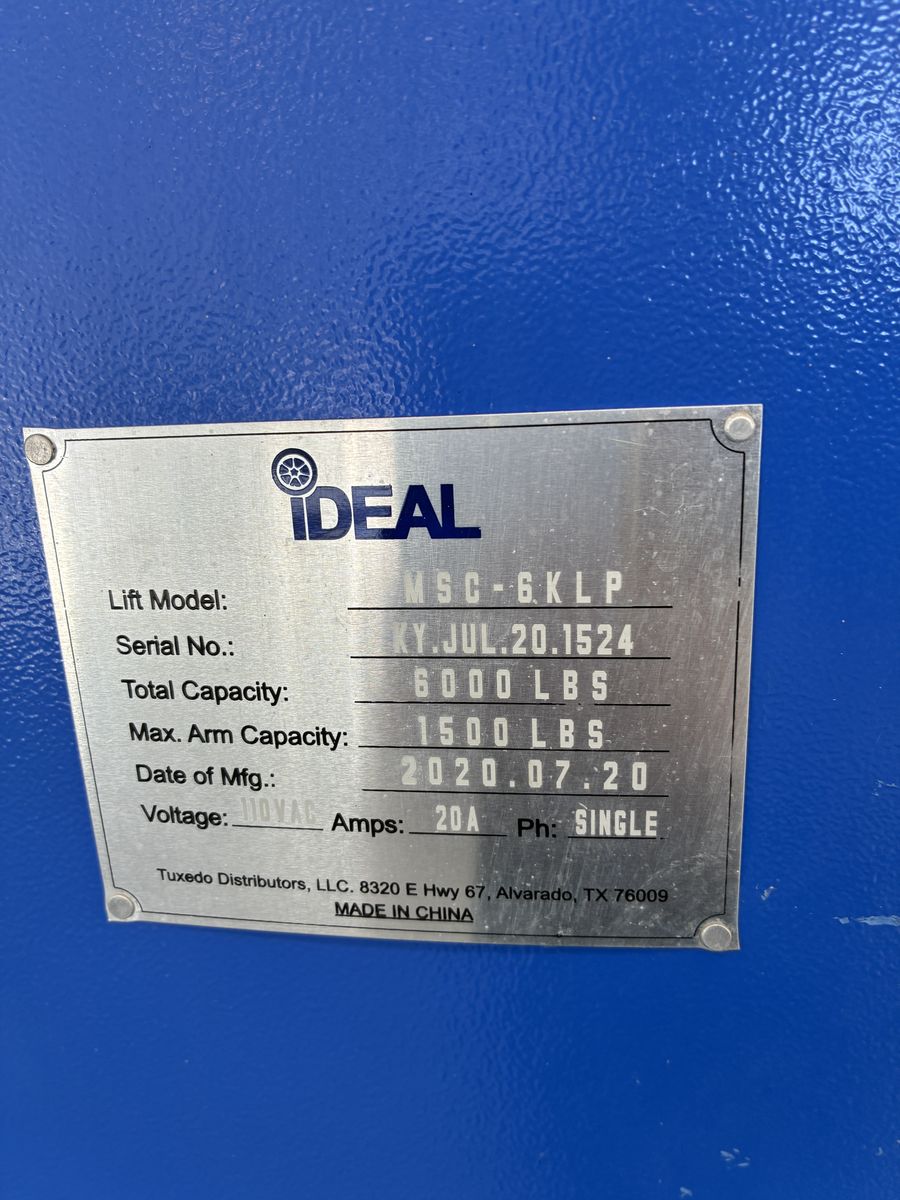 iDEAL
Lift Model: MSC-6KLP
Serial No.: KY.JUL.20.1524
Total Capacity: 6000 LBS
Max. Arm Capacity: 1500 LBS
Date of Mfg.: 2020.07.20
Voltage: 110VAC Amps: 20A Ph: SINGLE
Tuxedo Distributors, LLC. 8320 E Hwy 67, Alvarado, TX 76009
MADE IN CHINA